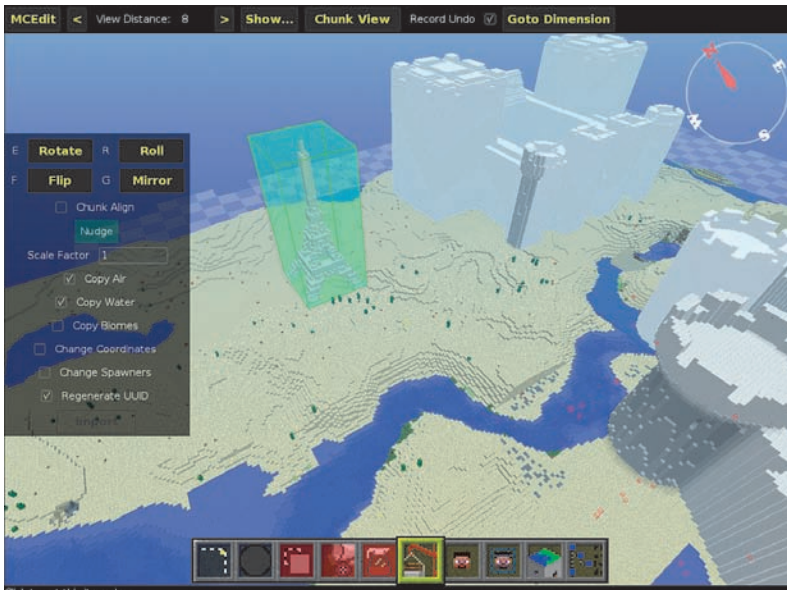 MCEdit < View Distance: 8 > Show... Chunk View Record Undo Goto Dimension
E Rotate R Roll
F Flip G Mirror
Chunk Align
Nudge
Scale Factor 1
Copy Air
Copy Water
Copy Biomes
Change Coordinates
Change Spawners
Regenerate UUID
Import
E
S